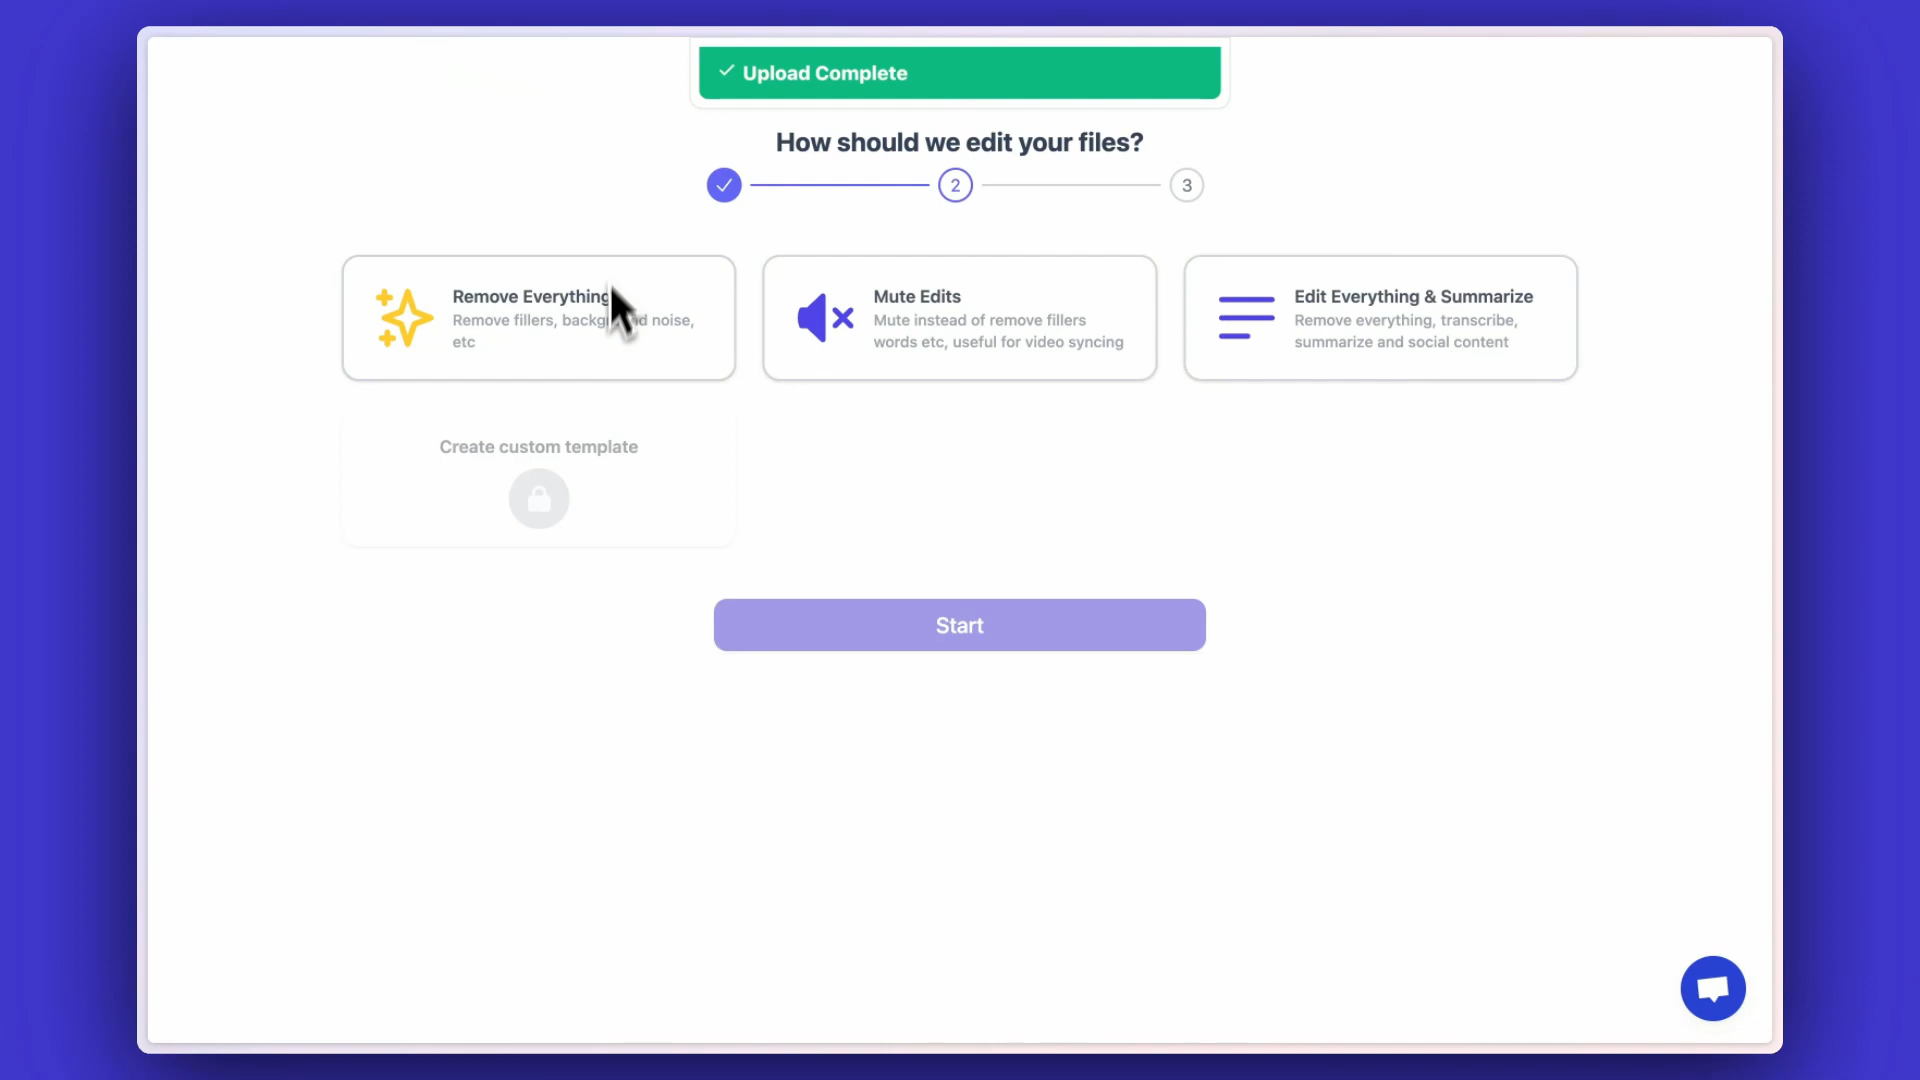 Upload Complete
How should we edit your files?
2
3
Remove Everything
Remove fillers, background noise,
etc
Mute Edits
Mute instead of remove fillers
words etc, useful for video syncing
Edit Everything & Summarize
Remove everything, transcribe,
summarize and social content
Create custom template
Start